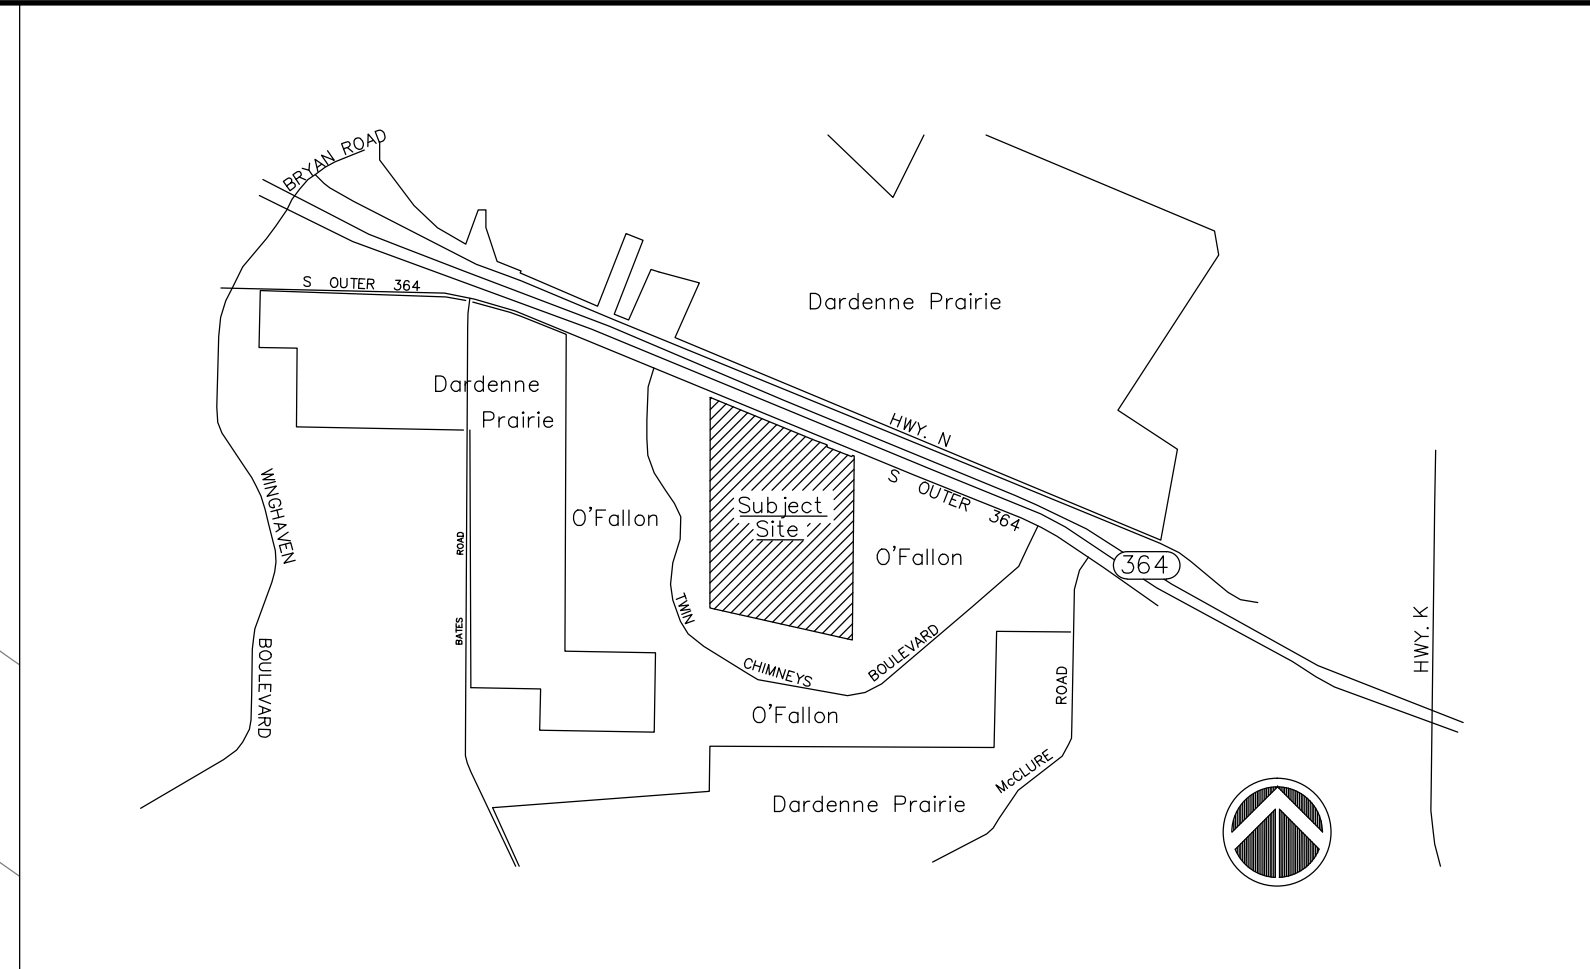 BRYAN ROAD
S OUTER 364
Dardenne Prairie
Dardenne
Prairie
HWY. N
S OUTER 364
WINGHAVEN
BOULEVARD
O'Fallon
Subject
Site
O'Fallon
364
BATES ROAD
TWIN
CHIMNEYS
BOULEVARD
HWY. K
O'Fallon
McCLURE
ROAD
Dardenne Prairie